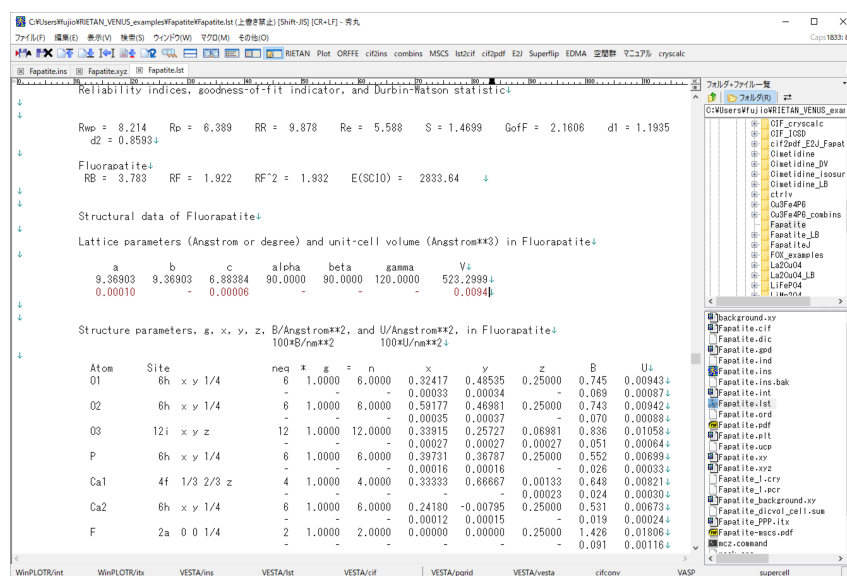 C:¥Users¥fujio¥RIETAN_VENUS_examples¥Fapatite¥Fapatite.lst (上書き禁止) [Shift-JIS] [CR+LF] - 秀丸
ファイル(F) 編集(E) 表示(V) 検索(S) ウィンドウ(W) マクロ(M) その他(O)
Caps1833: 8
RIETAN Plot ORFFE cif2ins combins MSCS lst2cif cif2pdf E2J Superflip EDMA 空間群 マニュアル cryscalc
Fapatite.ins Fapatite.xyz Fapatite.lst
Reliability indices, goodness-of-fit indicator, and Durbin-Watson statistic↓
↓
↓
Rwp = 8.214 Rp = 6.389 RR = 9.878 Re = 5.588 S = 1.4699 GofF = 2.1606 d1 = 1.1935
d2 = 0.8593↓
↓
Fluorapatite↓
RB = 3.783 RF = 1.922 RF^2 = 1.932 E(SCIO) = 2833.64 ↓
↓
↓
Structural data of Fluorapatite↓
↓
Lattice parameters (Angstrom or degree) and unit-cell volume (Angstrom**3) in Fluorapatite↓
↓
a b c alpha beta gamma V↓
9.36903 9.36903 6.88384 90.0000 90.0000 120.0000 523.2999↓
0.00010 - 0.00006 - - - 0.0094↓
↓
↓
Structure parameters, g, x, y, z, B/Angstrom**2, and U/Angstrom**2, in Fluorapatite↓
100*B/nm**2 100*U/nm**2↓
↓
Atom Site neq * g = n x y z B U↓
O1 6h x y 1/4 6 1.0000 6.0000 0.32417 0.48535 0.25000 0.745 0.00943↓
- - 0.00033 0.00034 - 0.069 0.00087↓
O2 6h x y 1/4 6 1.0000 6.0000 0.59177 0.46981 0.25000 0.743 0.00942↓
- - 0.00035 0.00037 - 0.070 0.00088↓
O3 12i x y z 12 1.0000 12.0000 0.33915 0.25727 0.06981 0.836 0.01058↓
- - 0.00027 0.00027 0.00027 0.051 0.00064↓
P 6h x y 1/4 6 1.0000 6.0000 0.39731 0.36787 0.25000 0.552 0.00699↓
- - 0.00016 0.00016 - 0.026 0.00033↓
Ca1 4f 1/3 2/3 z 4 1.0000 4.0000 0.33333 0.66667 0.00133 0.648 0.00821↓
- - - - 0.00023 0.024 0.00030↓
Ca2 6h x y 1/4 6 1.0000 6.0000 0.24180 -0.00795 0.25000 0.531 0.00673↓
- - 0.00012 0.00015 - 0.019 0.00024↓
F 2a 0 0 1/4 2 1.0000 2.0000 0.00000 0.00000 0.25000 1.426 0.01806↓
- - - - - 0.091 0.00116↓
フォルダ+ファイル一覧
フォルダ(R)
C:¥Users¥fujio¥RIETAN_VENUS_exar
CIF_cryscalc
CIF_ICSD
cif2pdf_E2J_Fapat
Cimetidine
Cimetidine_DV
Cimetidine_isosur
Cimetidine_LB
ctrlv
Cu3Fe4P6
Cu3Fe4P6_combins
Fapatite
Fapatite_LB
FapatiteJ
FOX_examples
La2CuO4
La2CuO4_LB
LiFePO4
background.xy
Fapatite.cif
Fapatite.dic
Fapatite.gpd
Fapatite.ind
Fapatite.ins
Fapatite.ins.bak
Fapatite.int
Fapatite.lst
Fapatite.ord
Fapatite.pdf
Fapatite.plt
Fapatite.ucp
Fapatite.xy
Fapatite.xyz
Fapatite_1.cry
Fapatite_1.pcr
Fapatite_background.xy
Fapatite_dicvol_cell.sum
Fapatite_PPP.itx
Fapatite-mscs.pdf
mcz.command
WinPLOTR/int WinPLOTR/itx VESTA/ins VESTA/lst VESTA/cif VESTA/pgrid VESTA/vesta cifconv VASP supercell